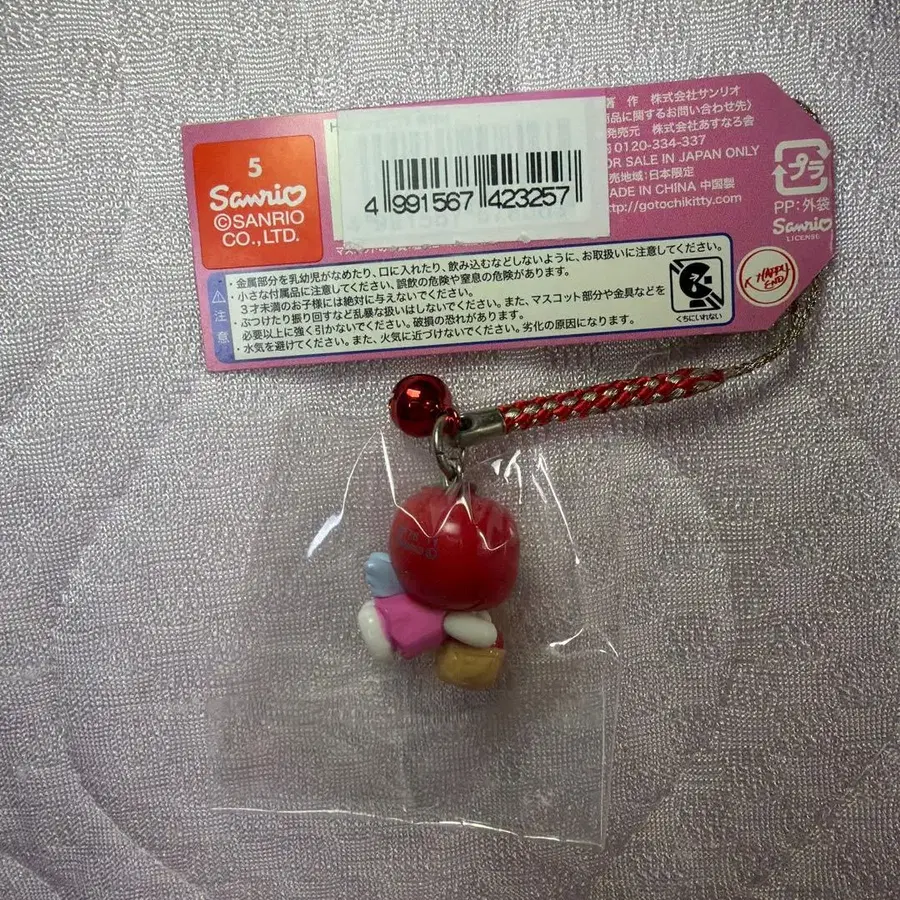 5
Sanrio
©SANRIO
CO., LTD.
H
4 991567 423257
著 作 株式会社サンリオ
商品に関するお問い合わせ先〉
発売元 株式会社あすなろ会
0120-334-337
FOR SALE IN JAPAN ONLY
売地域:日本限定
MADE IN CHINA 中国製
http://gotochikitty.com
プラ
PP:外袋
Sanrio
LICENSE
HAPPY
END
注意
・金属部分を乳幼児がなめたり、口に入れたり、飲み込むなどしないように、お取扱いに注意してください。
・小さな付属品に注意してください。誤飲の危険や窒息の危険があります。
3才未満のお子様には絶対に与えないでください。
・ぶつけたり振り回すなど乱暴な扱いはしないでください。また、マスコット部分や金具などを
必要以上に強く引かないでください。破損の恐れがあります。
・水気を避けてください。また、火気に近づけないでください。劣化の原因になります。
くちにいれない